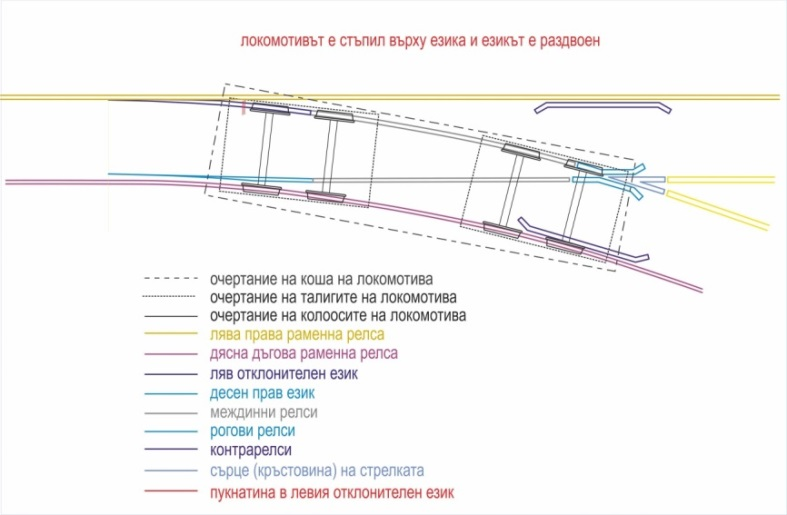 локомотивът е стъпил върху езика и езикът е раздвоен
очертание на коша на локомотива
очертание на талигите на локомотива
очертание на колоосите на локомотива
лява права раменна релса
дясна дъгова раменна релса
ляв отклонителен език
десен прав език
междинни релси
рогови релси
контрарелси
сърце (кръстовина) на стрелката
пукнатина в левия отклонителен език